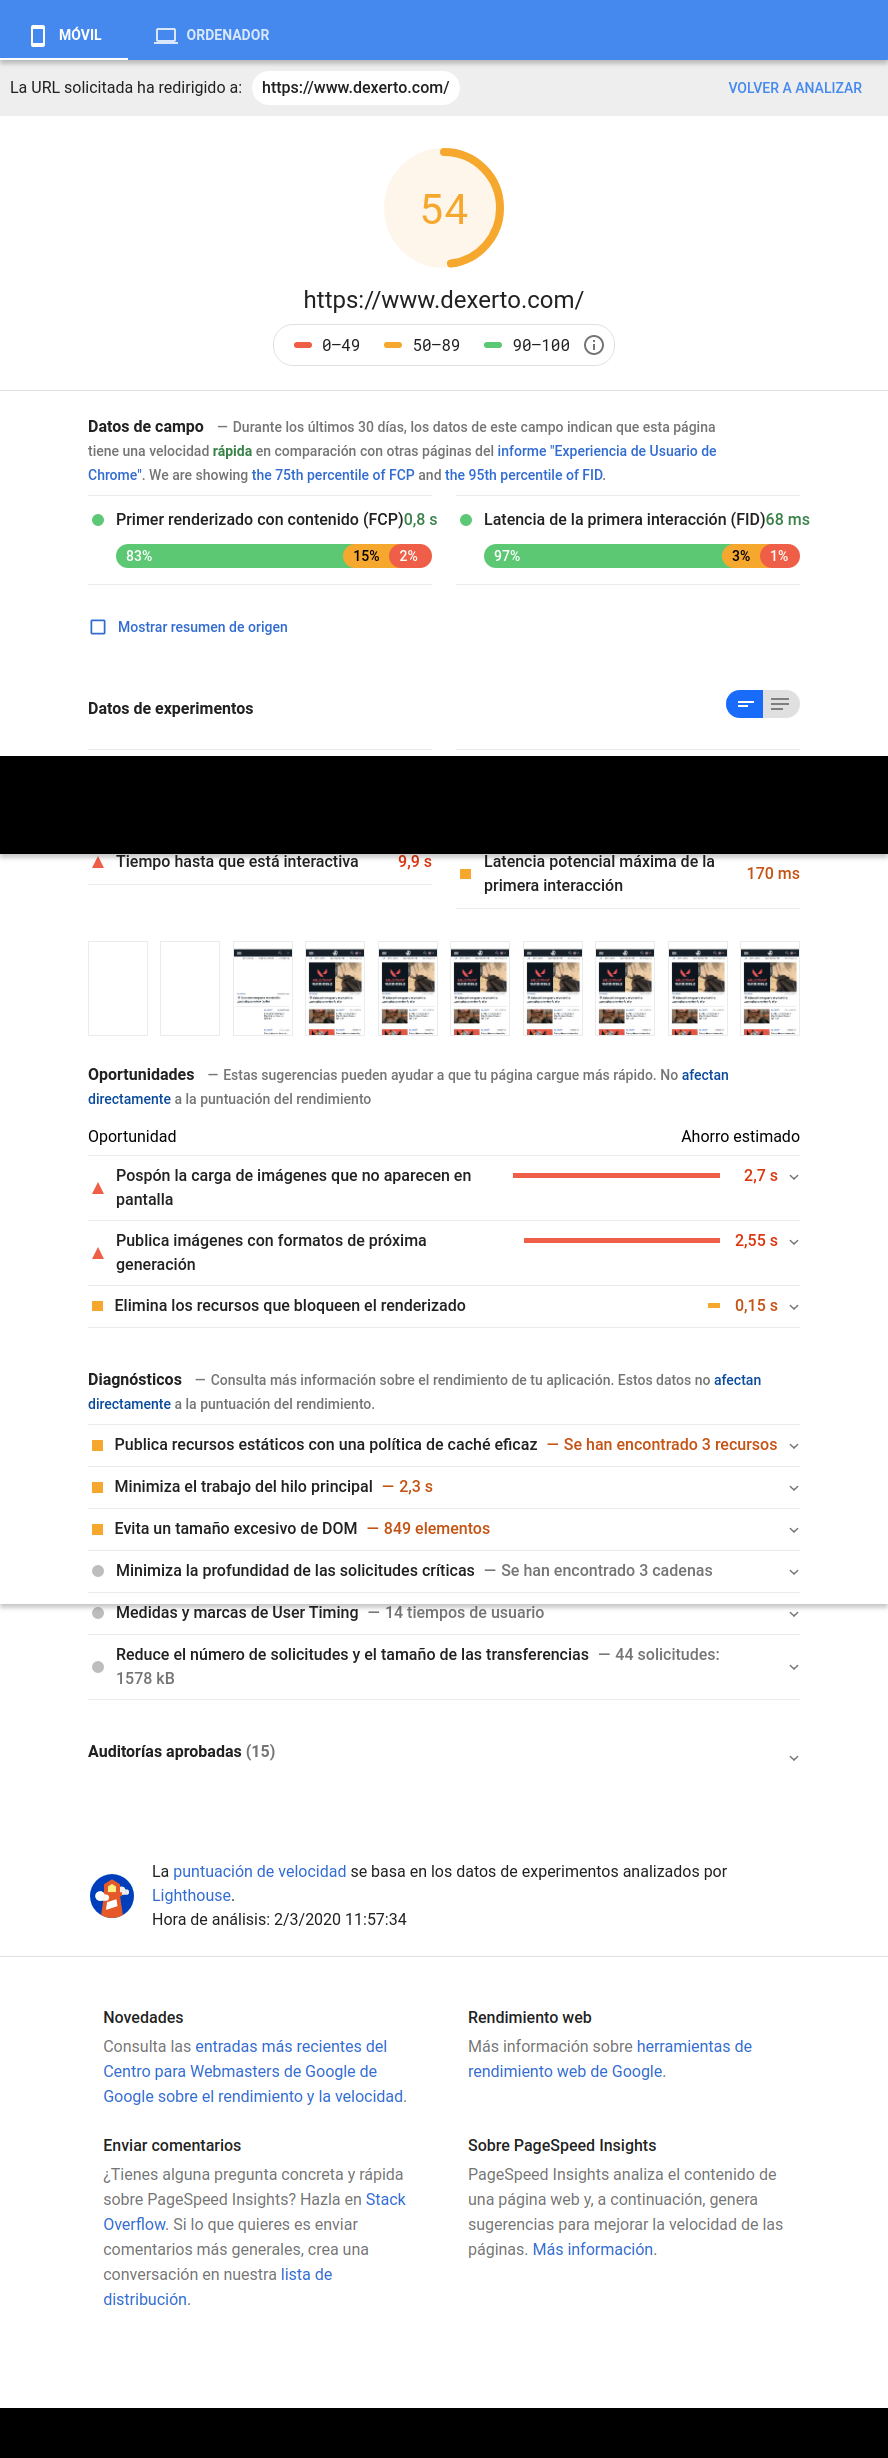 MÓVIL
ORDENADOR
La URL solicitada ha redirigido a: https://www.dexerto.com/ VOLVER A ANALIZAR
54
https://www.dexerto.com/
0–49 50–89 90–100
Datos de campo — Durante los últimos 30 días, los datos de este campo indican que esta página
tiene una velocidad rápida en comparación con otras páginas del informe "Experiencia de Usuario de
Chrome". We are showing the 75th percentile of FCP and the 95th percentile of FID.
Primer renderizado con contenido (FCP)0,8 s
83% 15% 2%
Latencia de la primera interacción (FID)68 ms
97% 3% 1%
Mostrar resumen de origen
Datos de experimentos
Tiempo hasta que está interactiva 9,9 s
Latencia potencial máxima de la
primera interacción 170 ms
Oportunidades — Estas sugerencias pueden ayudar a que tu página cargue más rápido. No afectan
directamente a la puntuación del rendimiento
Oportunidad Ahorro estimado
Pospón la carga de imágenes que no aparecen en
pantalla 2,7 s
Publica imágenes con formatos de próxima
generación 2,55 s
Elimina los recursos que bloqueen el renderizado 0,15 s
Diagnósticos — Consulta más información sobre el rendimiento de tu aplicación. Estos datos no afectan
directamente a la puntuación del rendimiento.
Publica recursos estáticos con una política de caché eficaz — Se han encontrado 3 recursos
Minimiza el trabajo del hilo principal — 2,3 s
Evita un tamaño excesivo de DOM — 849 elementos
Minimiza la profundidad de las solicitudes críticas — Se han encontrado 3 cadenas
Medidas y marcas de User Timing — 14 tiempos de usuario
Reduce el número de solicitudes y el tamaño de las transferencias — 44 solicitudes:
1578 kB
Auditorías aprobadas (15)
La puntuación de velocidad se basa en los datos de experimentos analizados por
Lighthouse.
Hora de análisis: 2/3/2020 11:57:34
Novedades
Consulta las entradas más recientes del
Centro para Webmasters de Google de
Google sobre el rendimiento y la velocidad.
Rendimiento web
Más información sobre herramientas de
rendimiento web de Google.
Enviar comentarios
¿Tienes alguna pregunta concreta y rápida
sobre PageSpeed Insights? Hazla en Stack
Overflow. Si lo que quieres es enviar
comentarios más generales, crea una
conversación en nuestra lista de
distribución.
Sobre PageSpeed Insights
PageSpeed Insights analiza el contenido de
una página web y, a continuación, genera
sugerencias para mejorar la velocidad de las
páginas. Más información.